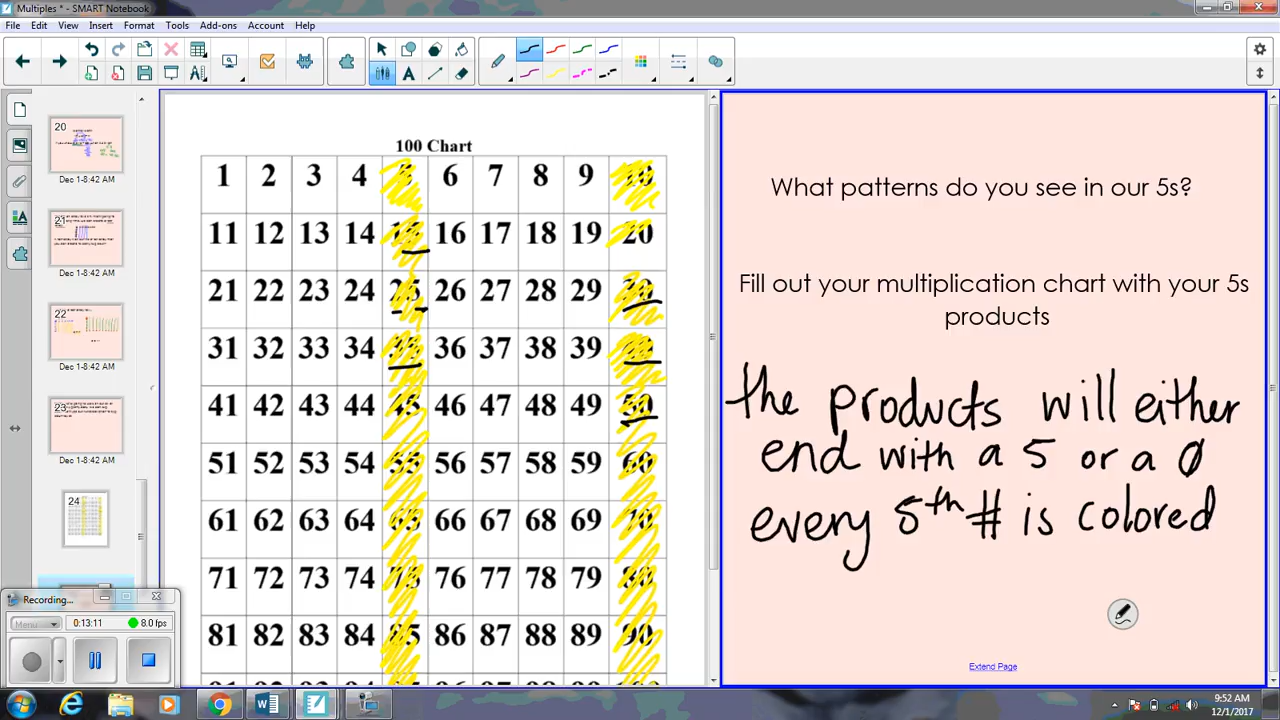 Multiples * - SMART Notebook
File Edit View Insert Format Tools Add-ons Account Help
20
Dec 1-8:42 AM
21
Dec 1-8:42 AM
22
Dec 1-8:42 AM
23
Dec 1-8:42 AM
24
100 Chart
1 2 3 4 5 6 7 8 9 10
11 12 13 14 15 16 17 18 19 20
21 22 23 24 25 26 27 28 29 30
31 32 33 34 35 36 37 38 39 40
41 42 43 44 45 46 47 48 49 50
51 52 53 54 55 56 57 58 59 60
61 62 63 64 65 66 67 68 69 70
71 72 73 74 75 76 77 78 79 80
81 82 83 84 85 86 87 88 89 90
What patterns do you see in our 5s?
Fill out your multiplication chart with your 5s
products
the products will either
end with a 5 or a 0
every 5th # is colored
Extend Page
Recording...
Menu 0:13:11 8.0 fps
9:52 AM
12/1/2017